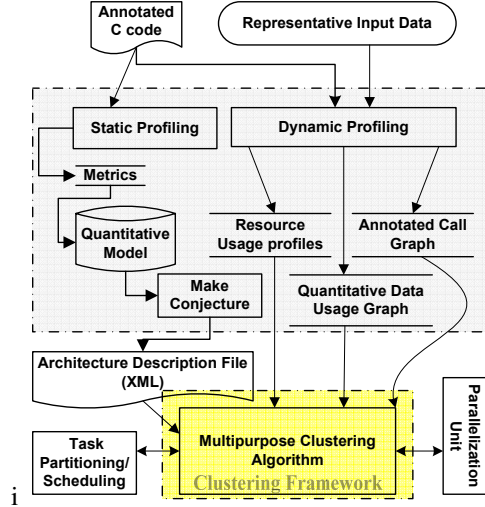 Annotated
C code
Representative Input Data
Static Profiling
Dynamic Profiling
Metrics
Quantitative
Model
Resource
Usage profiles
Annotated Call
Graph
Make
Conjecture
Quantitative Data
Usage Graph
Architecture Description File
(XML)
Task
Partitioning/
Scheduling
Multipurpose Clustering
Algorithm
Clustering Framework
Parallelization
Unit
i